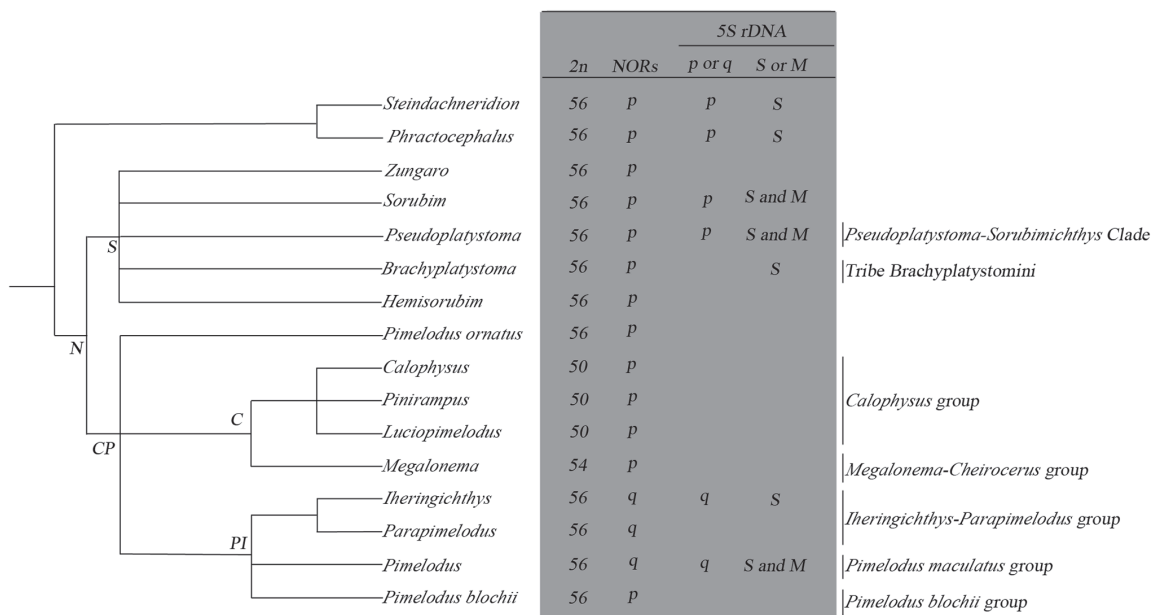 5S rDNA
2n NORs p or q S or M
Steindachneridion 56 p p S
Phractocephalus 56 p p S
Zungaro 56 p
Sorubim 56 p p S and M
Pseudoplatystoma 56 p p S and M Pseudoplatystoma-Sorubimichthys Clade
S
Brachyplatystoma 56 p S Tribe Brachyplatystomini
Hemisorubim 56 p
Pimelodus ornatus 56 p
N
Calophysus 50 p
Pinirampus 50 p Calophysus group
C
Luciopimelodus 50 p
CP
Megalonema 54 p Megalonema-Cheirocerus group
Iheringichthys 56 q q S
Iheringichthys-Parapimelodus group
Parapimelodus 56 q
PI
Pimelodus 56 q q S and M Pimelodus maculatus group
Pimelodus blochii 56 p Pimelodus blochii group